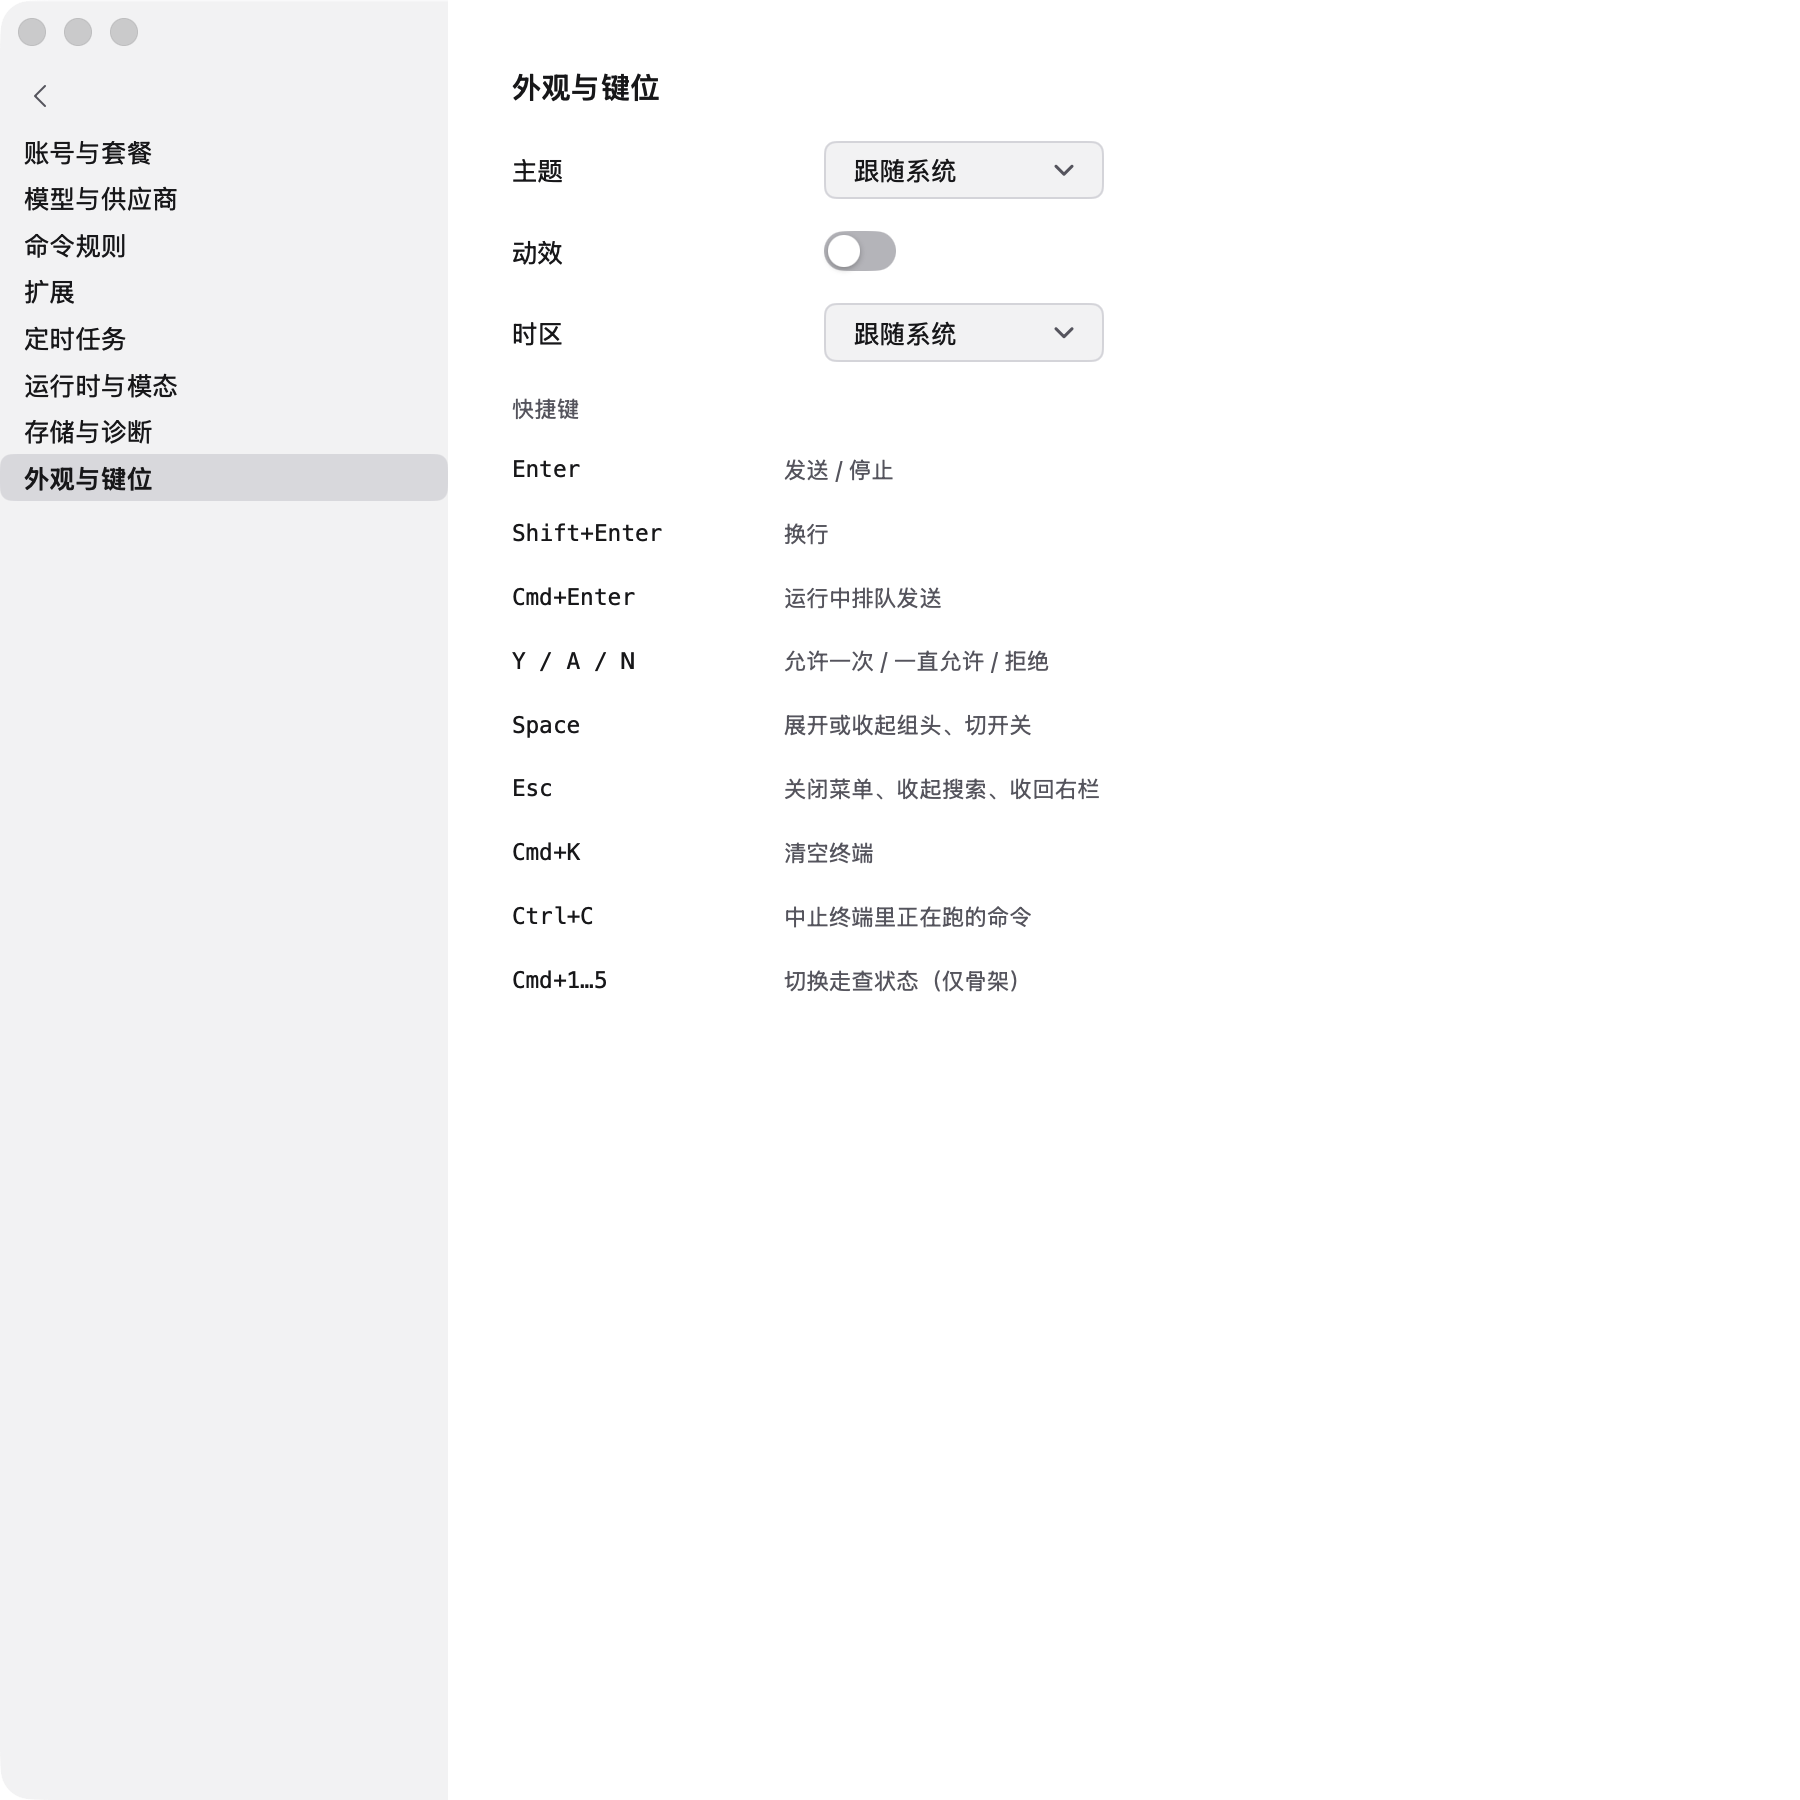 账号与套餐
模型与供应商
命令规则
扩展
定时任务
运行时与模态
存储与诊断
外观与键位
外观与键位
主题 跟随系统
动效
时区 跟随系统
快捷键
Enter 发送 / 停止
Shift+Enter 换行
Cmd+Enter 运行中排队发送
Y / A / N 允许一次 / 一直允许 / 拒绝
Space 展开或收起组头、切开关
Esc 关闭菜单、收起搜索、收回右栏
Cmd+K 清空终端
Ctrl+C 中止终端里正在跑的命令
Cmd+1…5 切换走查状态（仅骨架）